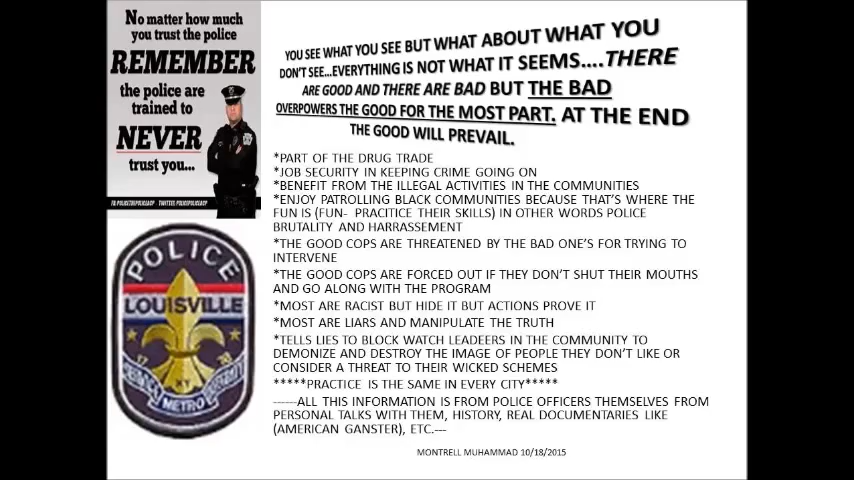 No matter how much
you trust the police
REMEMBER
the police are
trained to
NEVER
trust you...
FB POLICETHEPOLICEACP TWITTER POLICEPOLICEACP
YOU SEE WHAT YOU SEE BUT WHAT ABOUT WHAT YOU
DON'T SEE...EVERYTHING IS NOT WHAT IT SEEMS....THERE
ARE GOOD AND THERE ARE BAD BUT THE BAD
OVERPOWERS THE GOOD FOR THE MOST PART. AT THE END
THE GOOD WILL PREVAIL.
*PART OF THE DRUG TRADE
*JOB SECURITY IN KEEPING CRIME GOING ON
*BENEFIT FROM THE ILLEGAL ACTIVITIES IN THE COMMUNITIES
*ENJOY PATROLLING BLACK COMMUNITIES BECAUSE THAT'S WHERE THE
FUN IS (FUN- PRACITICE THEIR SKILLS) IN OTHER WORDS POLICE
BRUTALITY AND HARRASSEMENT
*THE GOOD COPS ARE THREATENED BY THE BAD ONE'S FOR TRYING TO
INTERVENE
*THE GOOD COPS ARE FORCED OUT IF THEY DON'T SHUT THEIR MOUTHS
AND GO ALONG WITH THE PROGRAM
*MOST ARE RACIST BUT HIDE IT BUT ACTIONS PROVE IT
*MOST ARE LIARS AND MANIPULATE THE TRUTH
*TELLS LIES TO BLOCK WATCH LEADEERS IN THE COMMUNITY TO
DEMONIZE AND DESTROY THE IMAGE OF PEOPLE THEY DON'T LIKE OR
CONSIDER A THREAT TO THEIR WICKED SCHEMES
*****PRACTICE IS THE SAME IN EVERY CITY*****
------ALL THIS INFORMATION IS FROM POLICE OFFICERS THEMSELVES FROM
PERSONAL TALKS WITH THEM, HISTORY, REAL DOCUMENTARIES LIKE
(AMERICAN GANSTER), ETC.---
MONTRELL MUHAMMAD 10/18/2015
POLICE
LOUISVILLE
17
KY
METRO